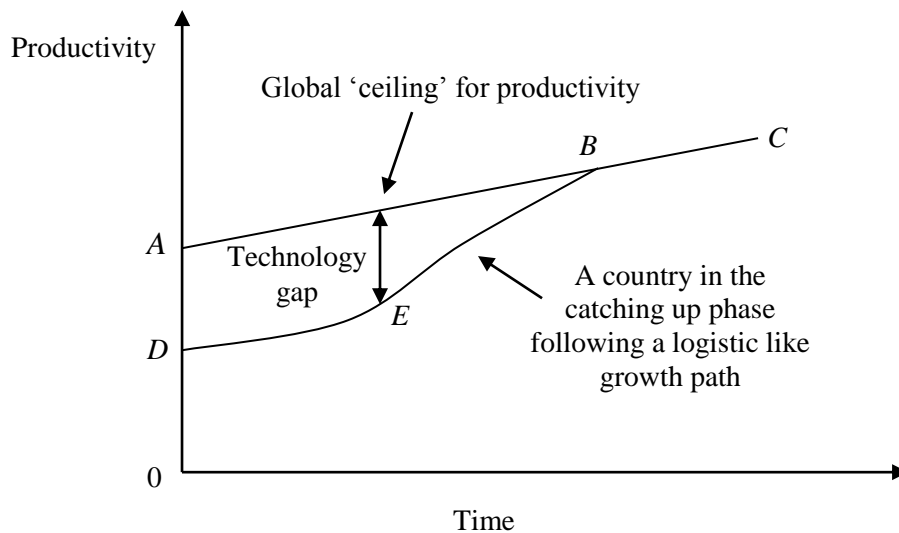 Productivity
Global ‘ceiling’ for productivity
B
C
A
Technology
gap
E
A country in the
catching up phase
following a logistic like
growth path
D
0
Time